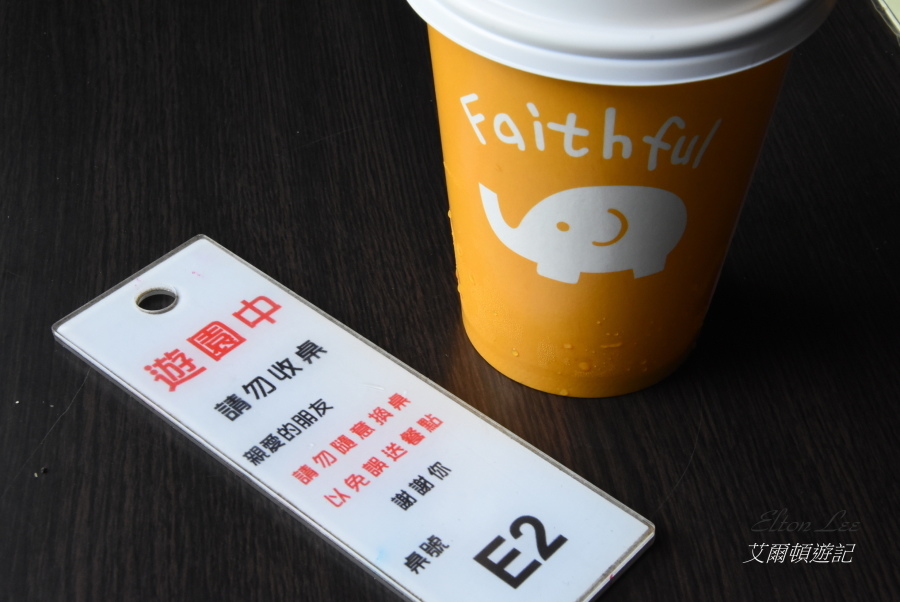 Faithful
遊園中
請勿收桌
親愛的朋友
請勿隨意換桌
以免誤送餐點
謝謝你
桌號
E2
Elton Lee
艾爾頓遊記